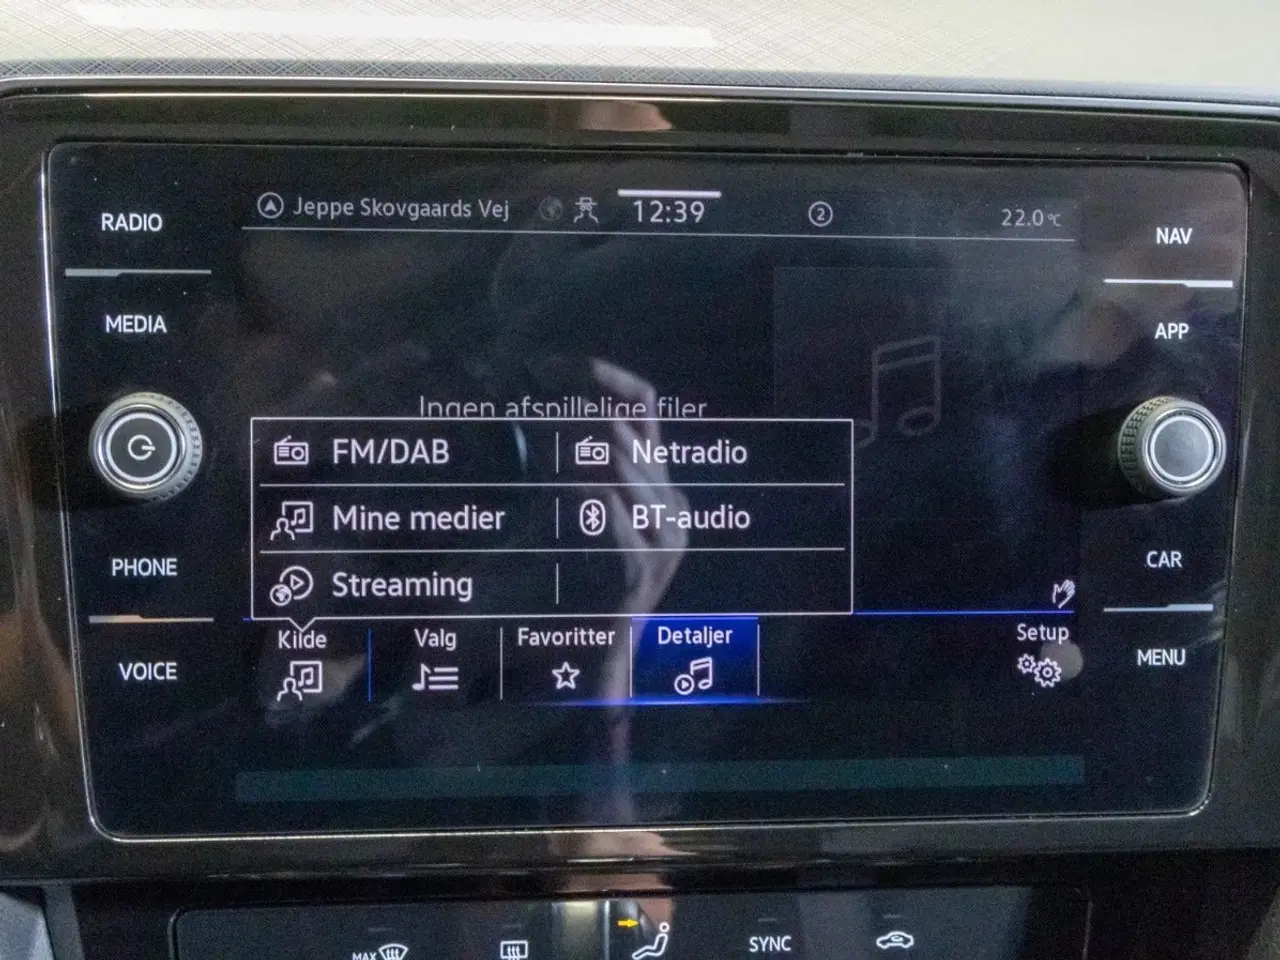 RADIO
MEDIA
PHONE
VOICE
Jeppe Skovgaards Vej
12:39
2
22.0°C
Ingen afspillelige filer
FM/DAB
Netradio
Mine medier
BT-audio
Streaming
Kilde
Valg
Favoritter
Detaljer
Setup
NAV
APP
CAR
MENU
MAX
SYNC